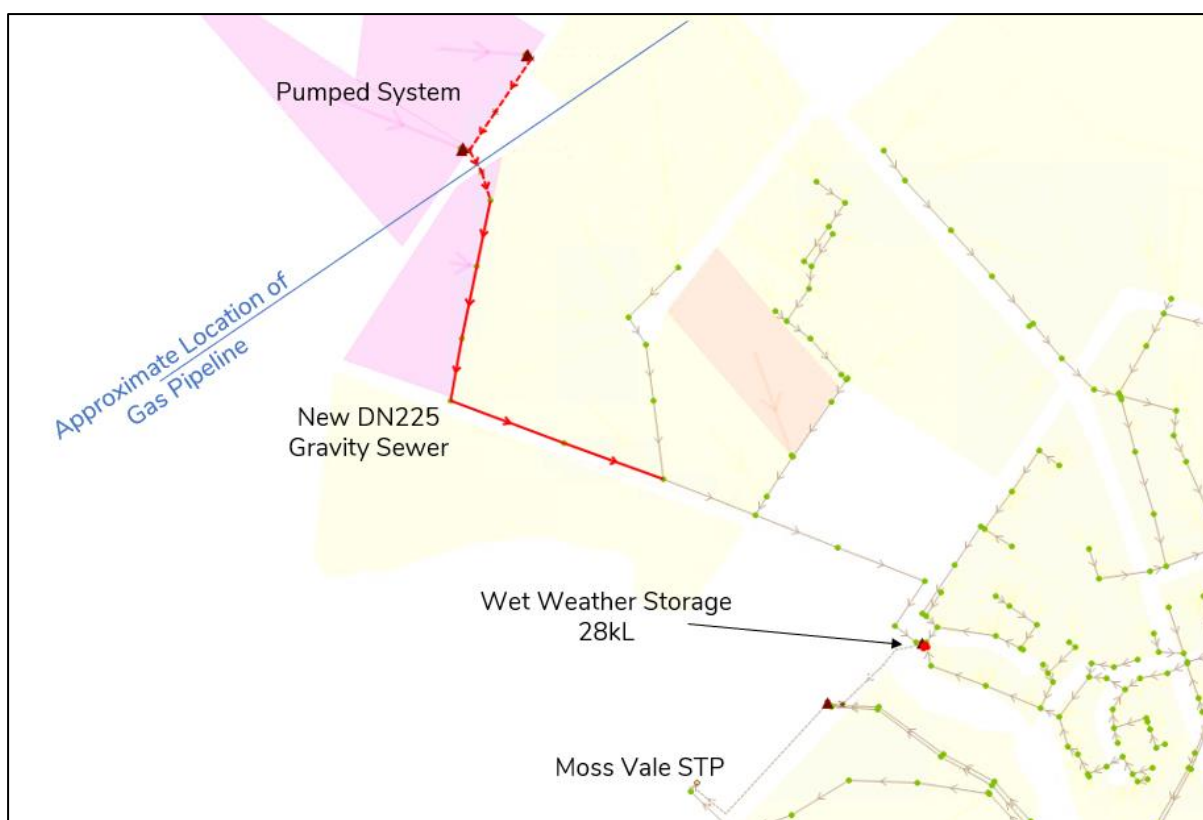 Pumped System
Approximate Location of
Gas Pipeline
New DN225
Gravity Sewer
Wet Weather Storage
28kL
Moss Vale STP